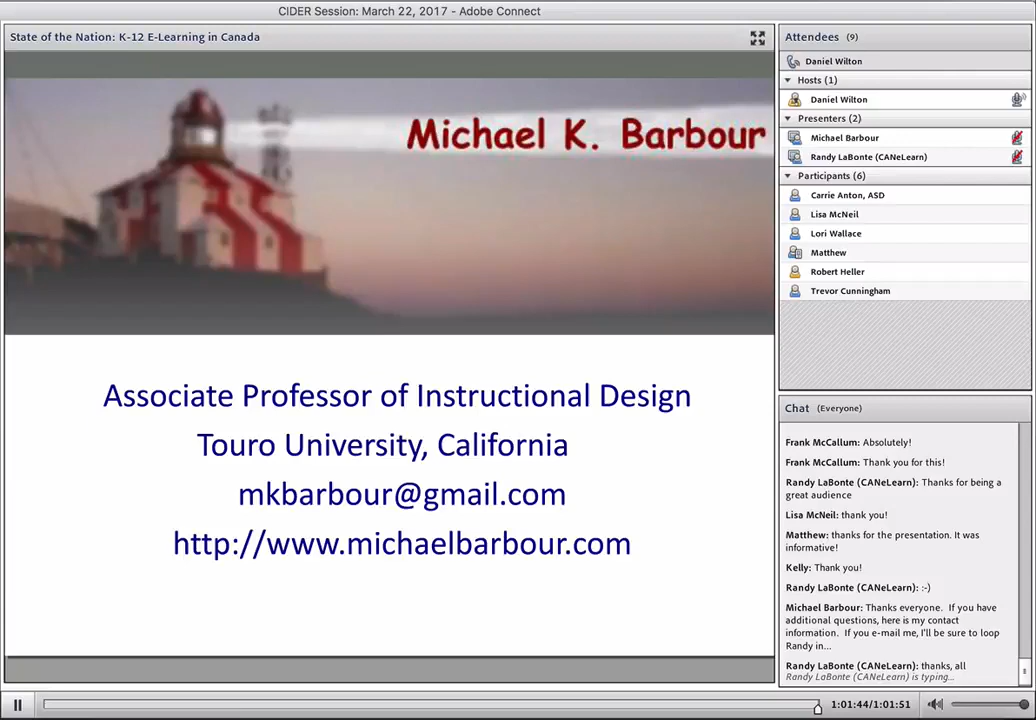 CIDER Session: March 22, 2017 - Adobe Connect
State of the Nation: K-12 E-Learning in Canada
Michael K. Barbour
Associate Professor of Instructional Design
Touro University, California
mkbarbour@gmail.com
http://www.michaelbarbour.com
Attendees (9)
Daniel Wilton
Hosts (1)
Daniel Wilton
Presenters (2)
Michael Barbour
Randy LaBonte (CANeLearn)
Participants (6)
Carrie Anton, ASD
Lisa McNeil
Lori Wallace
Matthew
Robert Heller
Trevor Cunningham
Chat (Everyone)
Frank McCallum: Absolutely!
Frank McCallum: Thank you for this!
Randy LaBonte (CANeLearn): Thanks for being a
great audience
Lisa McNeil: thank you!
Matthew: thanks for the presentation. It was
informative!
Kelly: Thank you!
Randy LaBonte (CANeLearn): :-)
Michael Barbour: Thanks everyone. If you have
additional questions, here is my contact
information. If you e-mail me, I'll be sure to loop
Randy in...
Randy LaBonte (CANeLearn): thanks, all
Randy LaBonte (CANeLearn) is typing...
1:01:44/1:01:51